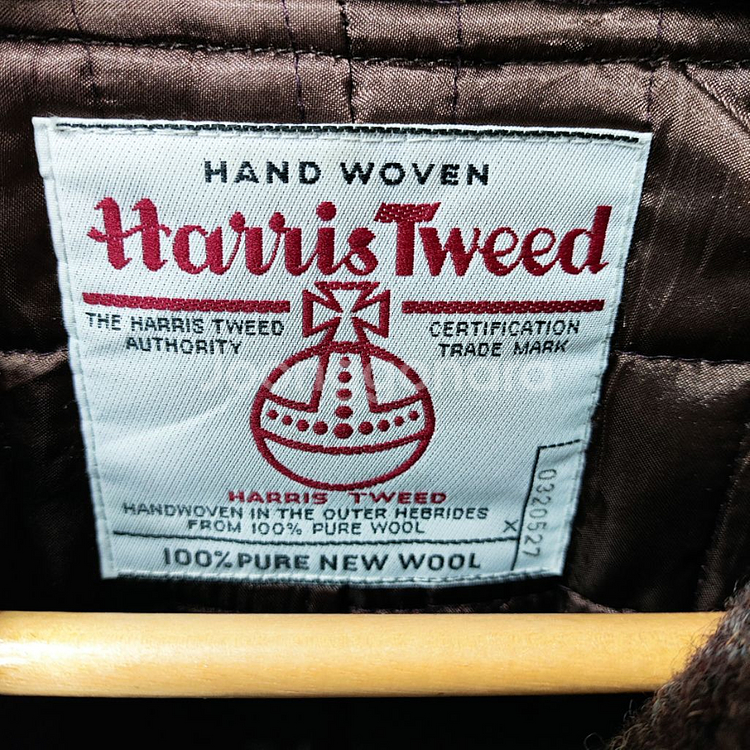 HAND WOVEN
Harris Tweed
THE HARRIS TWEED
AUTHORITY
CERTIFICATION
TRADE MARK
HARRIS TWEED
HANDWOVEN IN THE OUTER HEBRIDES
FROM 100% PURE WOOL
X
0320527
100% PURE NEW WOOL